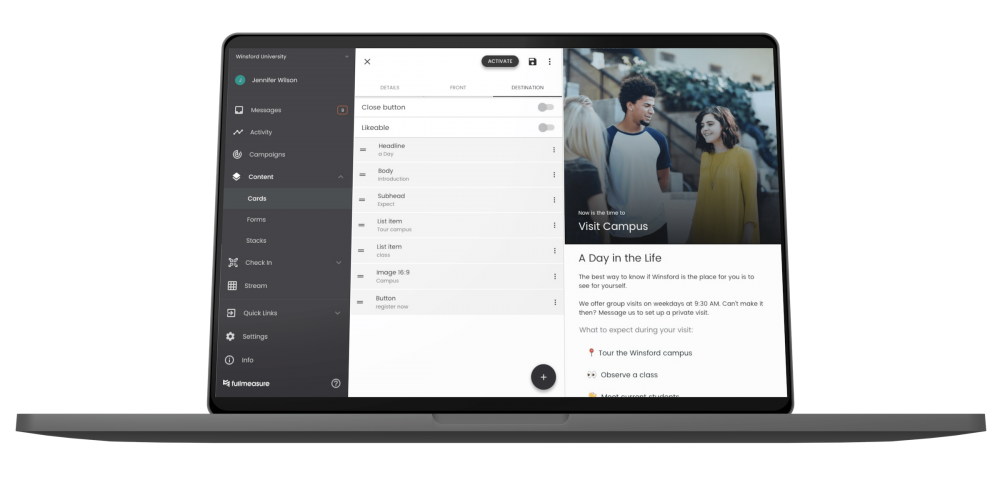 Winsford University
J
Jennifer Wilson
Messages
Activity
Campaigns
Content
Cards
Forms
Stacks
Check In
Stream
Quick Links
Settings
Info
fullmeasure
ACTIVATE
DETAILS
FRONT
DESTINATION
Close button
Likeable
Headline
a Day
Body
Introduction
Subhead
Expect
List item
Tour campus
List item
class
Image 16:9
Campus
Button
register now
+
Now is the time to
Visit Campus
A Day in the Life
The best way to know if Winsford is the place for you is to
see for yourself.
We offer group visits on weekdays at 9:30 AM. Can't make it
then? Message us to set up a private visit.
What to expect during your visit:
📍 Tour the Winsford campus
👀 Observe a class
Meet current students